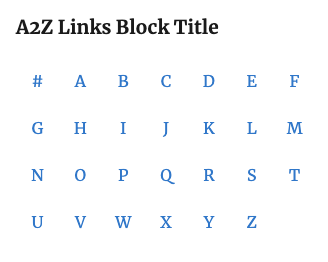 A2Z Links Block Title
# A B C D E F
G H I J K L M
N O P Q R S T
U V W X Y Z